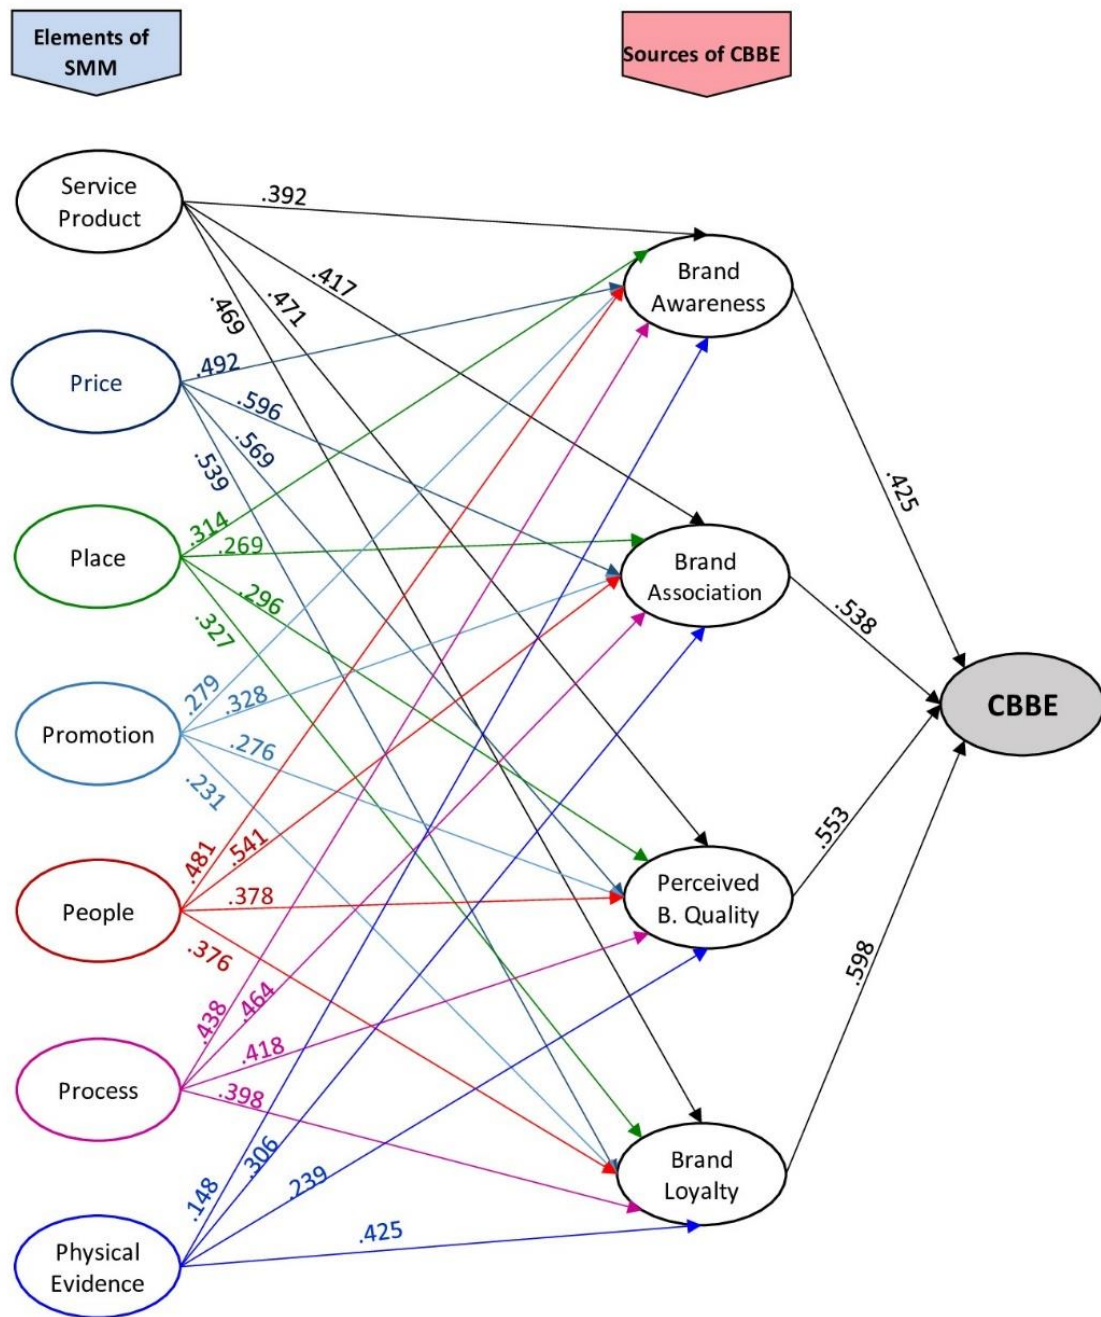 Elements of
SMM
Sources of CBBE
Service
Product
.392
.417
.471
.469
Brand
Awareness
Price
.492
.596
.569
.539
.425
Place
.314
.269
.296
.327
Brand
Association
.538
CBBE
Promotion
.279
.328
.276
.231
People
.481
.541
.378
.376
Perceived
B. Quality
.553
.598
Process
.438
.464
.418
.398
Brand
Loyalty
Physical
Evidence
.148
.306
.239
.425